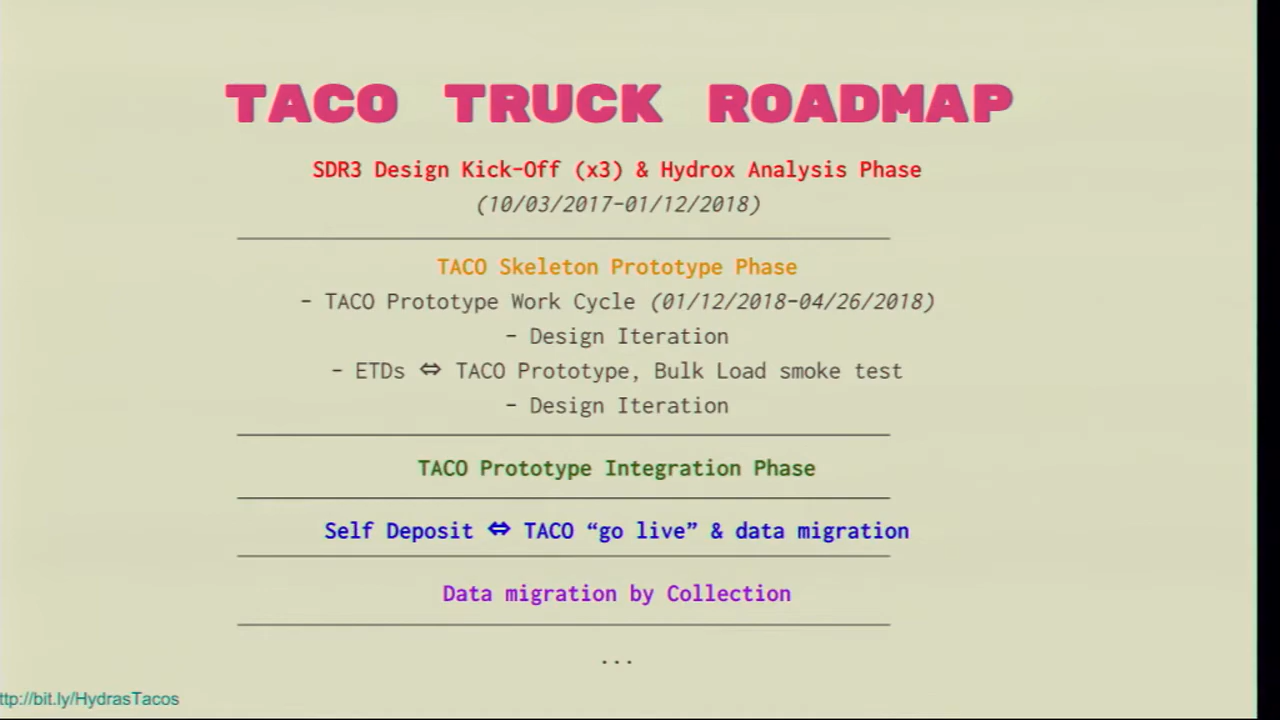 TACO TRUCK ROADMAP
SDR3 Design Kick-Off (x3) & Hydrox Analysis Phase
(10/03/2017-01/12/2018)
TACO Skeleton Prototype Phase
- TACO Prototype Work Cycle (01/12/2018-04/26/2018)
- Design Iteration
- ETDs ⇔ TACO Prototype, Bulk Load smoke test
- Design Iteration
TACO Prototype Integration Phase
Self Deposit ⇔ TACO “go live” & data migration
Data migration by Collection
...
ttp://bit.ly/HydrasTacos